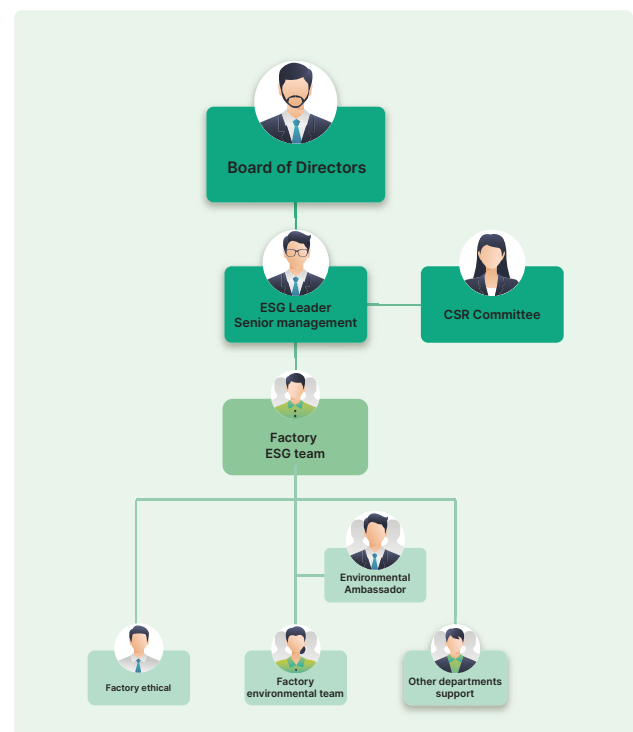 Board of Directors
ESG Leader
Senior management
CSR Committee
Factory
ESG team
Environmental
Ambassador
Factory ethical
Factory
environmental team
Other departments
support